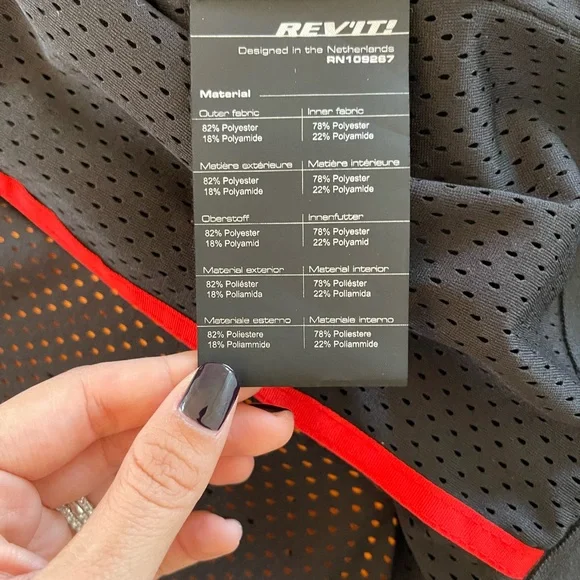 REV'IT!
Designed in the Netherlands
RN109267
Material
Outer fabric
82% Polyester
18% Polyamide
Inner fabric
78% Polyester
22% Polyamide
Matière extérieure
82% Polyester
18% Polyamide
Matière intérieure
78% Polyester
22% Polyamide
Oberstoff
82% Polyester
18% Polyamid
Innenfutter
78% Polyester
22% Polyamid
Material exterior
82% Poliéster
18% Poliamida
Material interior
78% Poliéster
22% Poliamida
Materiale esterno
82% Poliestere
18% Poliammide
Materiale interno
78% Poliestere
22% Poliammide